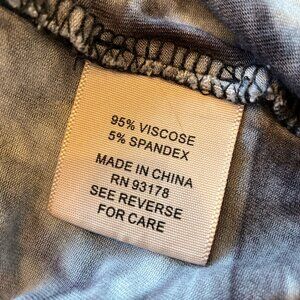 95% VISCOSE
5% SPANDEX
MADE IN CHINA
RN 93178
SEE REVERSE
FOR CARE